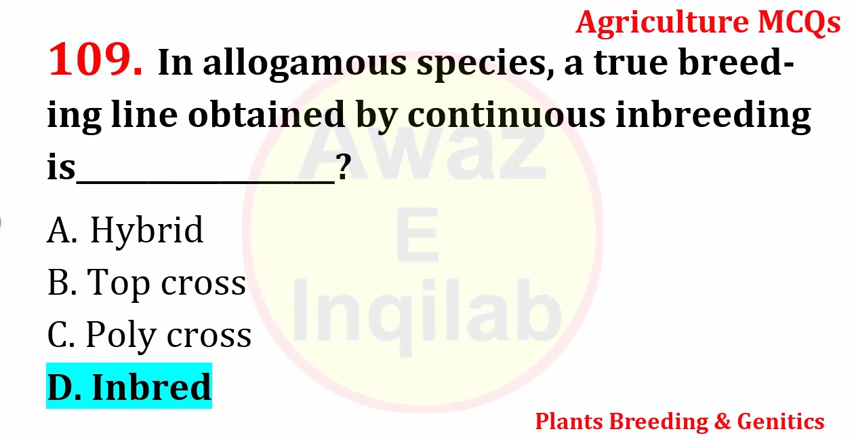 Agriculture MCQs
109. In allogamous species, a true breed-
ing line obtained by continuous inbreeding
is__________________?
Awaz
E
Inqilab
A. Hybrid
B. Top cross
C. Poly cross
D. Inbred
Plants Breeding & Genitics